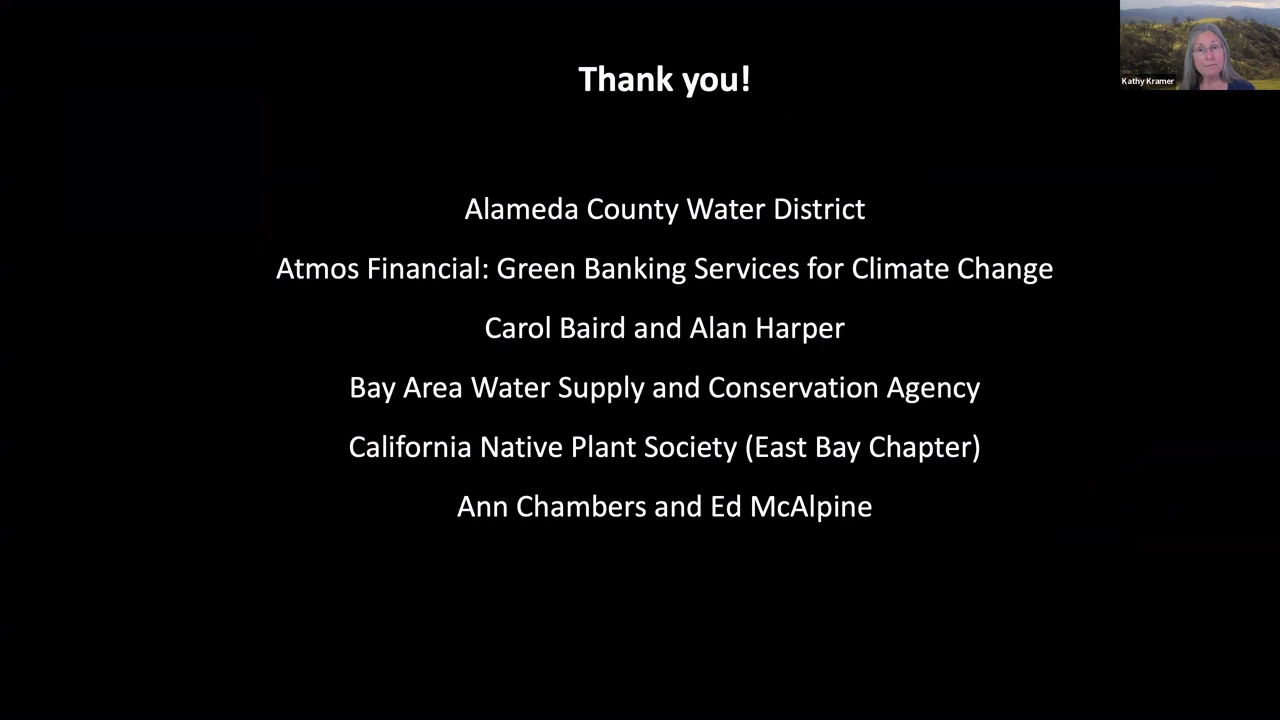 Thank you!
Kathy Kramer
Alameda County Water District
Atmos Financial: Green Banking Services for Climate Change
Carol Baird and Alan Harper
Bay Area Water Supply and Conservation Agency
California Native Plant Society (East Bay Chapter)
Ann Chambers and Ed McAlpine